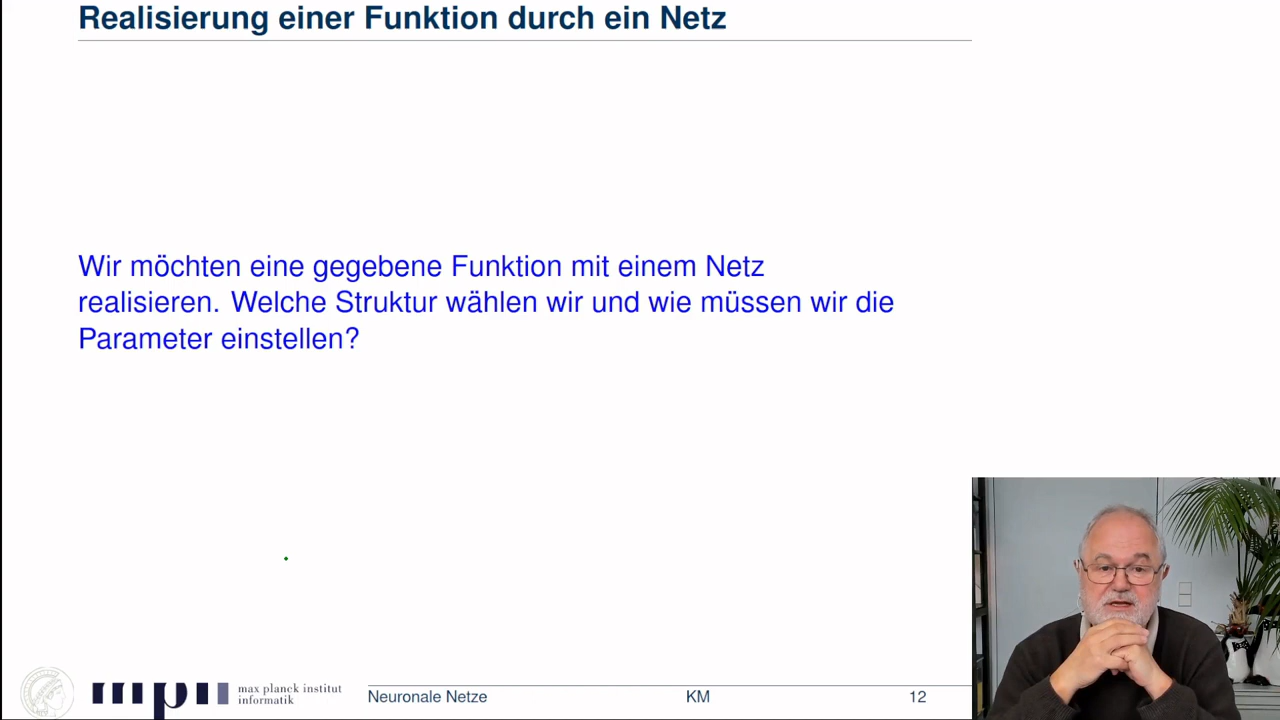 Realisierung einer Funktion durch ein Netz
Wir möchten eine gegebene Funktion mit einem Netz
realisieren. Welche Struktur wählen wir und wie müssen wir die
Parameter einstellen?
mpi max planck institut
informatik
Neuronale Netze KM 12